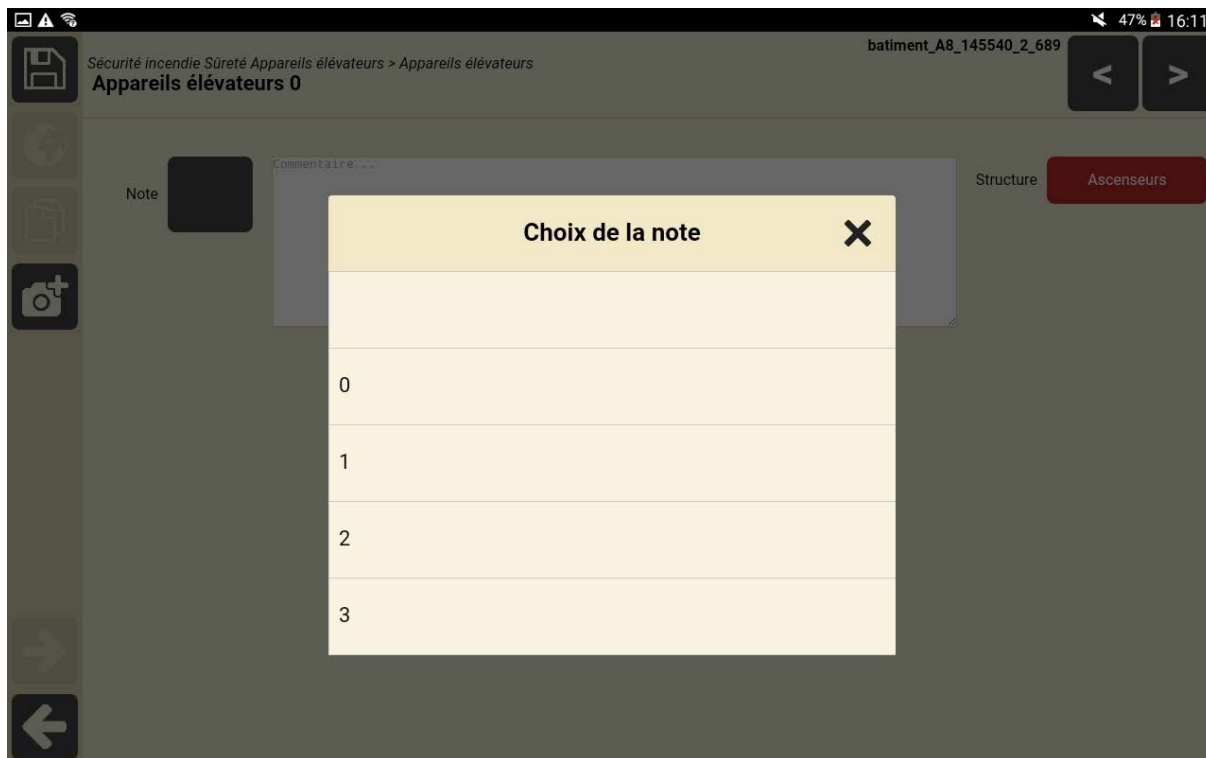 47% 16:11
batiment_A8_145540_2_689
Sécurité incendie Sûreté Appareils élévateurs > Appareils élévateurs
Appareils élévateurs 0
< >
Note
Commentaire...
Structure
Ascenseurs
Choix de la note
0
1
2
3